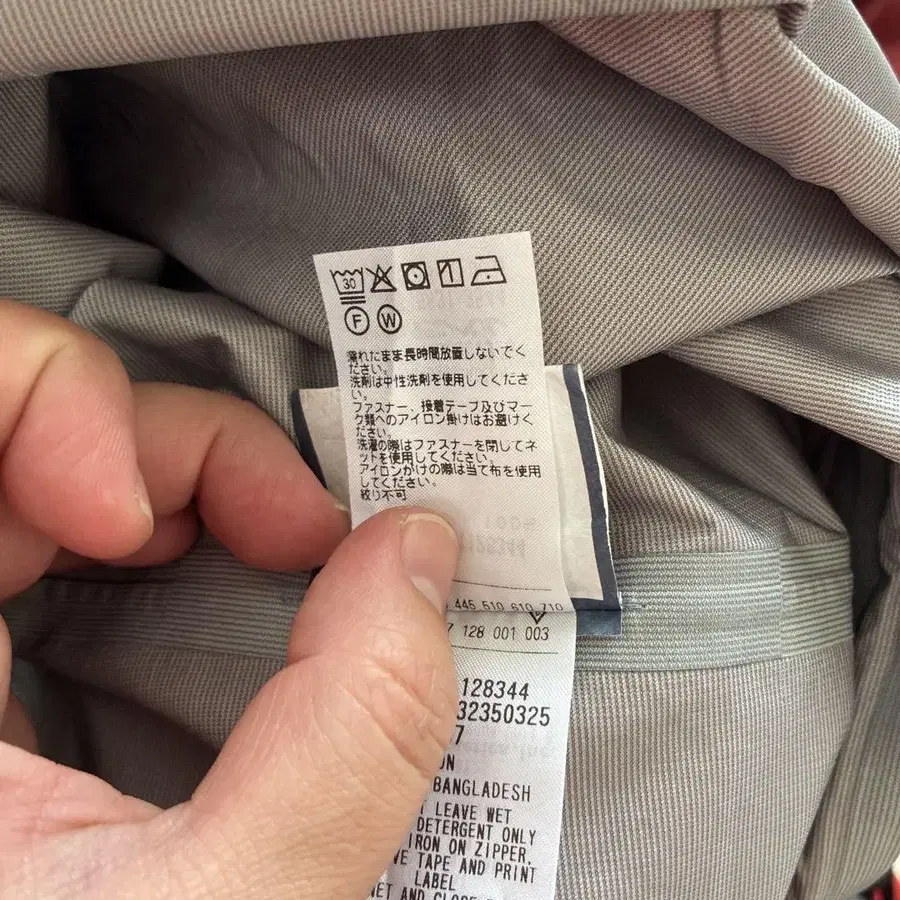 30
F W
濡れたまま長時間放置しないでく
ださい。
洗剤は中性洗剤を使用してくださ
い。
ファスナー、接着テープ及びマー
ク類へのアイロン掛けはお避けく
ださい。
洗濯の際はファスナーを閉じてネ
ットを使用してください。
アイロンがけの際は当て布を使用
してください。
絞り不可
445 510 610 710
7 128 001 003
128344
32350325
7
ON
BANGLADESH
LEAVE WET
DETERGENT ONLY
IRON ON ZIPPER,
VE TAPE AND PRINT
LABEL
NET AND CLOSE